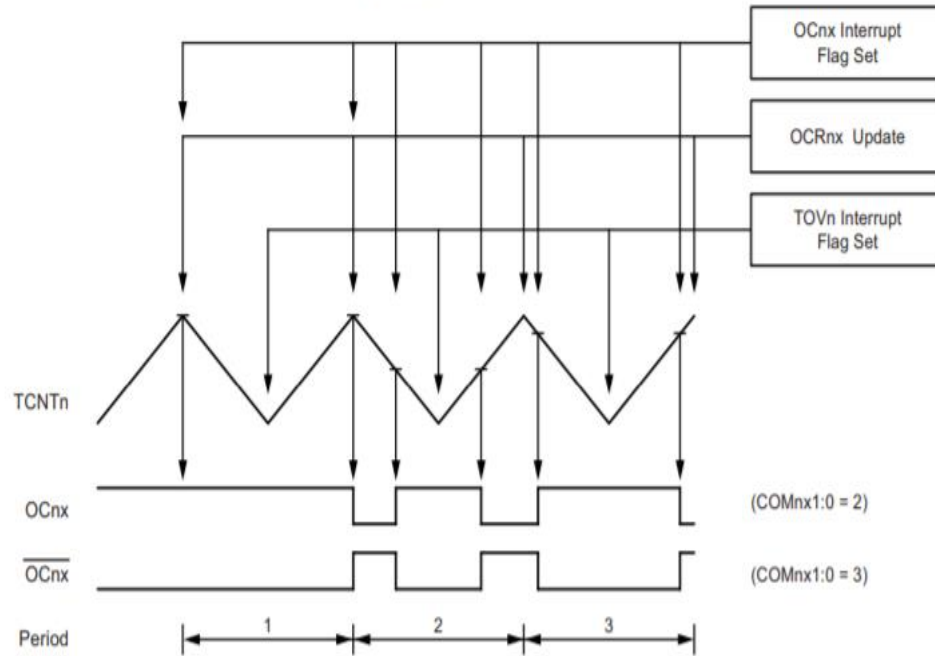 OCnx Interrupt
Flag Set
OCRnx Update
TOVn Interrupt
Flag Set
TCNTn
OCnx
(COMnx1:0 = 2)
OCnx
(COMnx1:0 = 3)
Period
1
2
3